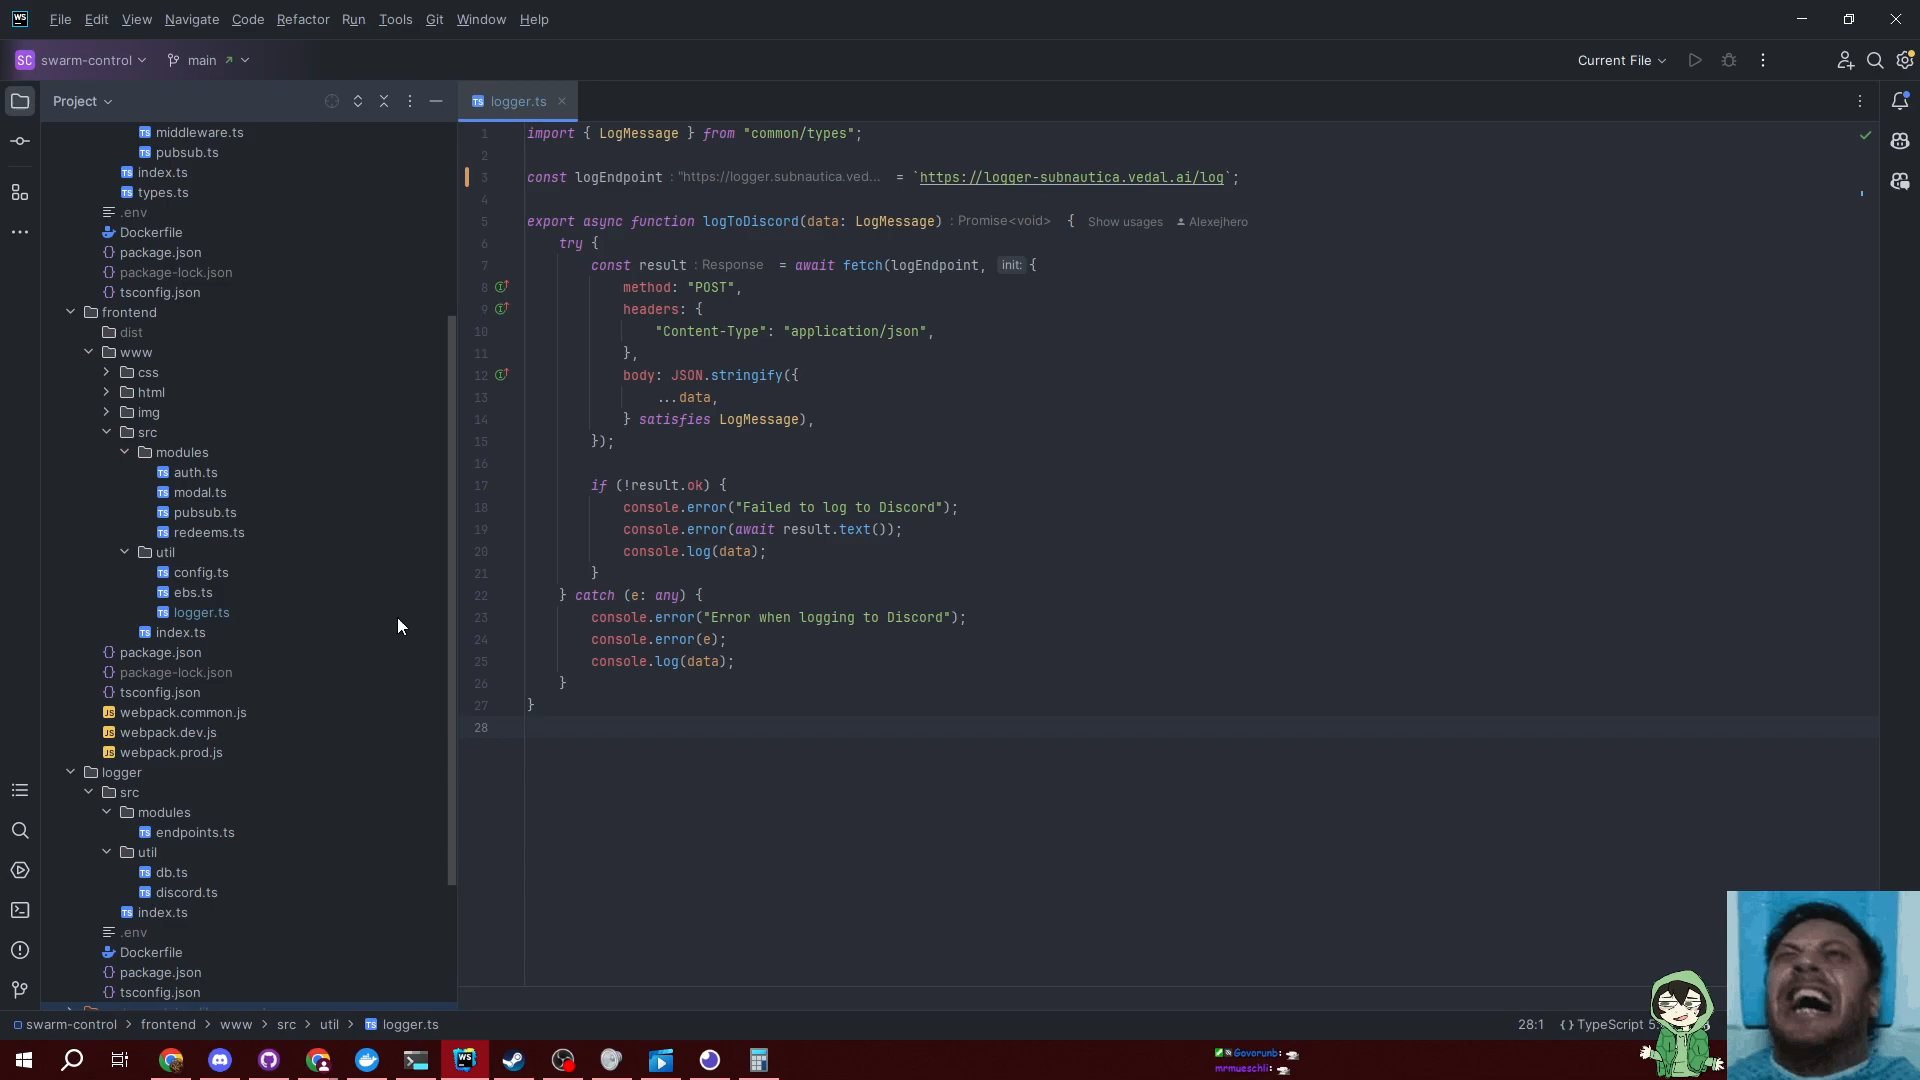 WS File Edit View Navigate Code Refactor Run Tools Git Window Help
SC swarm-control main Current File
Project
logger.ts
middleware.ts
pubsub.ts
index.ts
types.ts
.env
Dockerfile
package.json
package-lock.json
tsconfig.json
frontend
dist
www
css
html
img
src
modules
auth.ts
modal.ts
pubsub.ts
redeems.ts
util
config.ts
ebs.ts
logger.ts
index.ts
package.json
package-lock.json
tsconfig.json
webpack.common.js
webpack.dev.js
webpack.prod.js
logger
src
modules
endpoints.ts
util
db.ts
discord.ts
index.ts
.env
Dockerfile
package.json
tsconfig.json
1 import { LogMessage } from "common/types";
2
3 const logEndpoint : "https://logger.subnautica.ved... = `https://logger-subnautica.vedal.ai/log`;
4
5 export async function logToDiscord(data: LogMessage) : Promise<void> { Show usages Alexejhero
6 try {
7 const result : Response = await fetch(logEndpoint, init: {
8 method: "POST",
9 headers: {
10 "Content-Type": "application/json",
11 },
12 body: JSON.stringify({
13 ...data,
14 } satisfies LogMessage),
15 });
16
17 if (!result.ok) {
18 console.error("Failed to log to Discord");
19 console.error(await result.text());
20 console.log(data);
21 }
22 } catch (e: any) {
23 console.error("Error when logging to Discord");
24 console.error(e);
25 console.log(data);
26 }
27 }
28
swarm-control > frontend > www > src > util > logger.ts
28:1 {} TypeScript 5.
Govorunb:
mrmueschli: